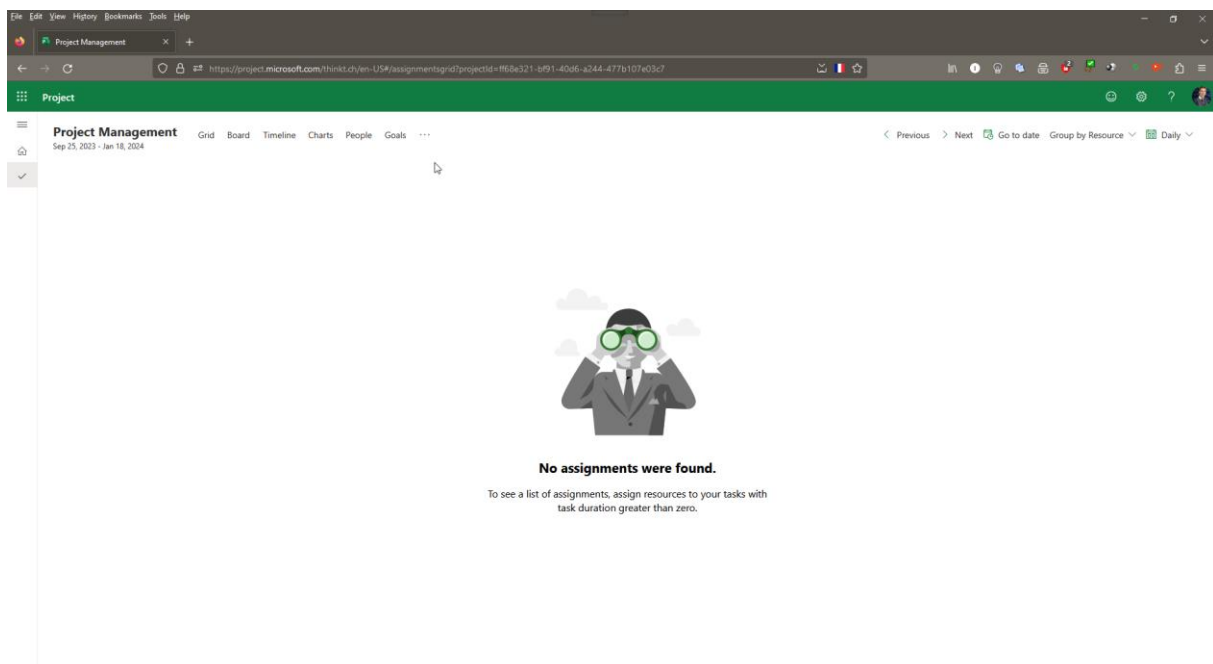 File Edit View History Bookmarks Tools Help
Project Management
https://project.microsoft.com/thinkt.ch/en-US#/assignmentsgrid?projectId=ff68e321-bf91-40d6-a244-477b107e03c7
Project
Project Management Grid Board Timeline Charts People Goals ··· Previous Next Go to date Group by Resource Daily
Sep 25, 2023 - Jan 18, 2024
No assignments were found.
To see a list of assignments, assign resources to your tasks with
task duration greater than zero.